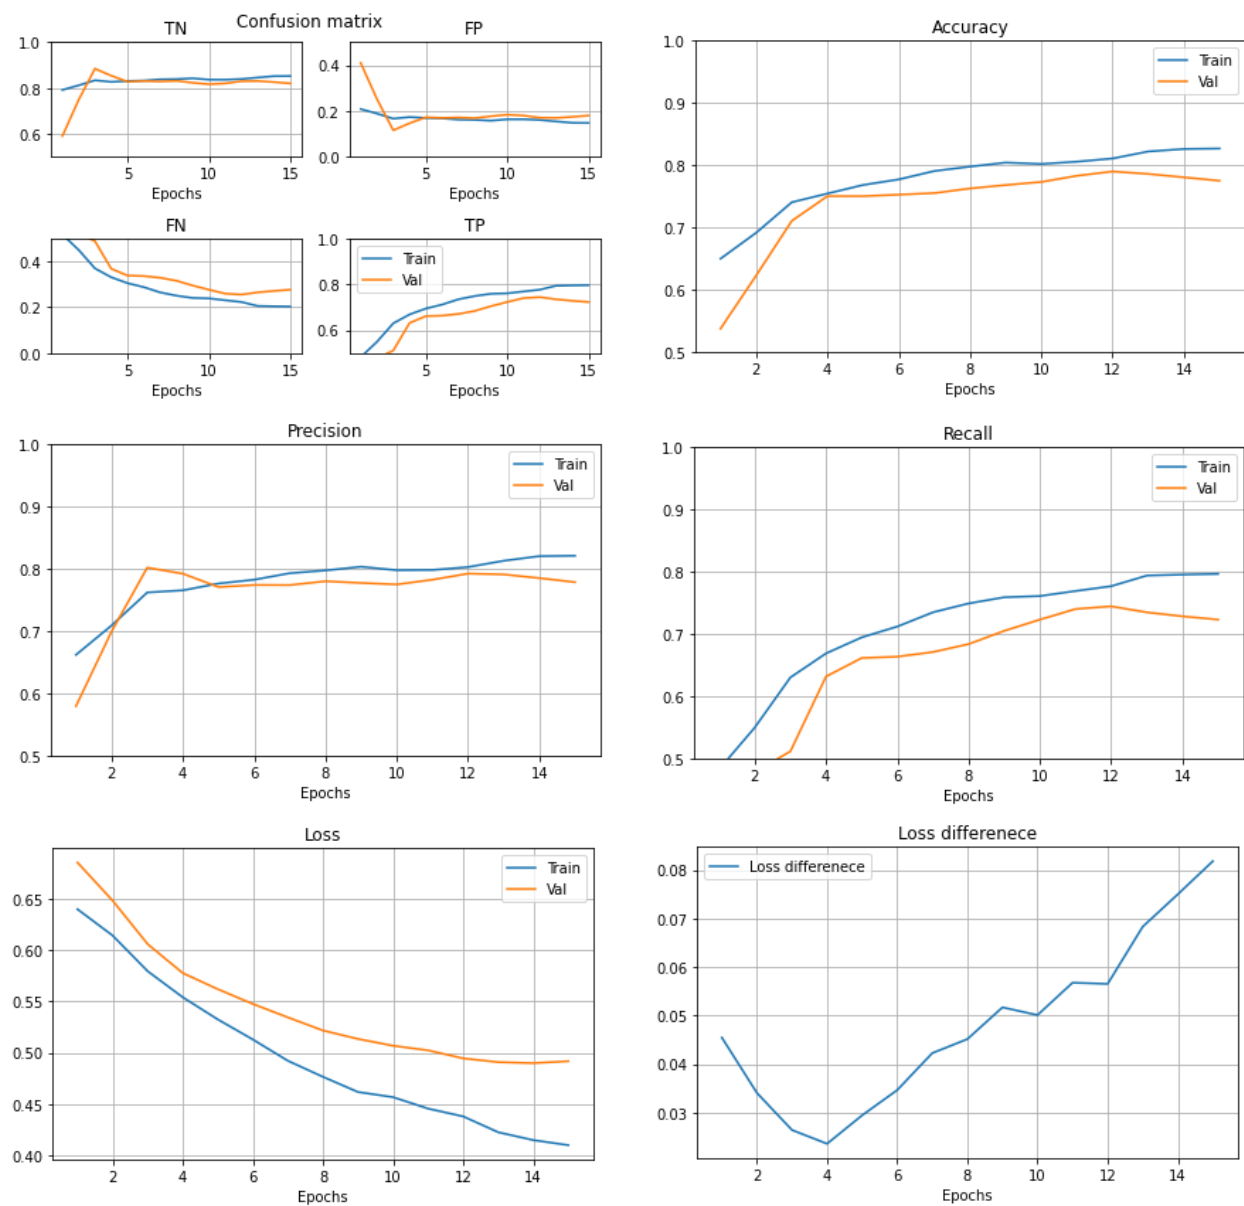 Confusion matrix
TN
1.0
0.8
0.6
5 10 15
Epochs
FP
0.4
0.2
0.0
5 10 15
Epochs
FN
0.4
0.2
0.0
5 10 15
Epochs
TP
1.0
0.8
0.6
Train
Val
5 10 15
Epochs
Accuracy
1.0
0.9
0.8
0.7
0.6
0.5
Train
Val
2 4 6 8 10 12 14
Epochs
Precision
1.0
0.9
0.8
0.7
0.6
0.5
Train
Val
2 4 6 8 10 12 14
Epochs
Recall
1.0
0.9
0.8
0.7
0.6
0.5
Train
Val
2 4 6 8 10 12 14
Epochs
Loss
0.65
0.60
0.55
0.50
0.45
0.40
Train
Val
2 4 6 8 10 12 14
Epochs
Loss differenece
Loss differenece
0.08
0.07
0.06
0.05
0.04
0.03
2 4 6 8 10 12 14
Epochs